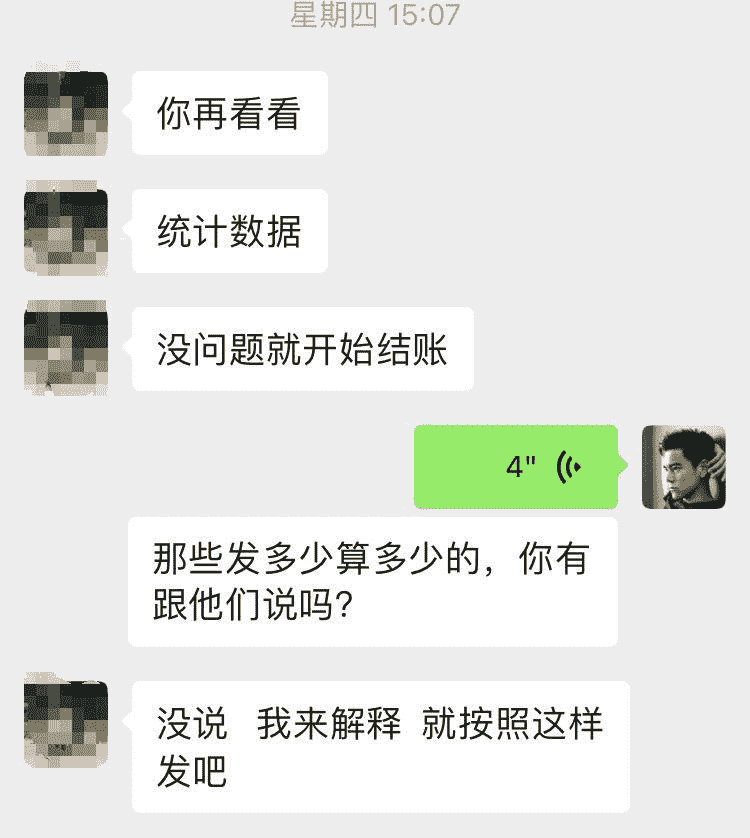 星期四 15:07
你再看看
统计数据
没问题就开始结账
4"
那些发多少算多少的，你有
跟他们说吗?
没说 我来解释 就按照这样
发吧